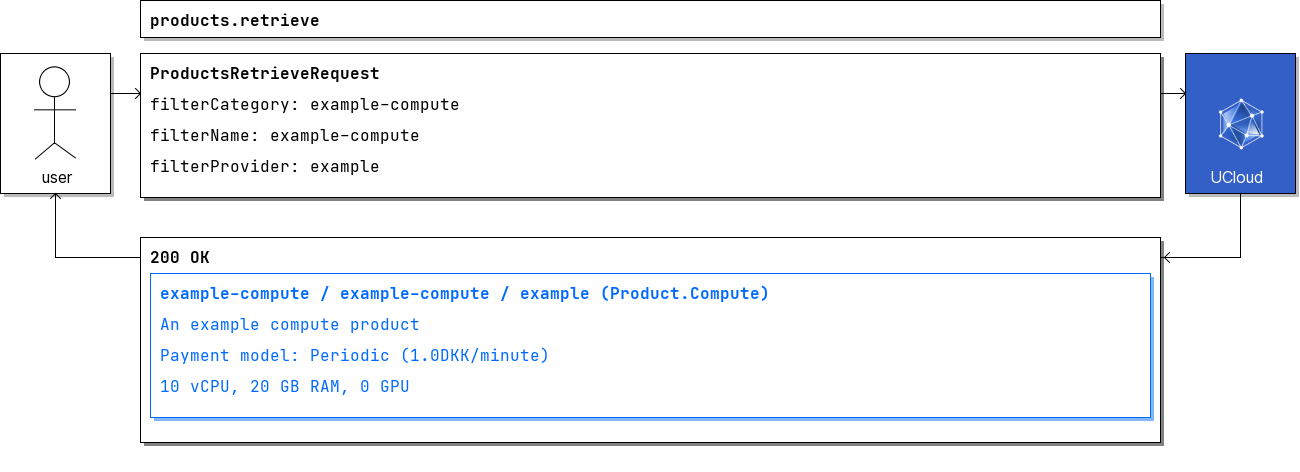 products.retrieve
ProductsRetrieveRequest
filterCategory: example-compute
filterName: example-compute
filterProvider: example
user
UCloud
200 OK
example-compute / example-compute / example (Product.Compute)
An example compute product
Payment model: Periodic (1.0DKK/minute)
10 vCPU, 20 GB RAM, 0 GPU